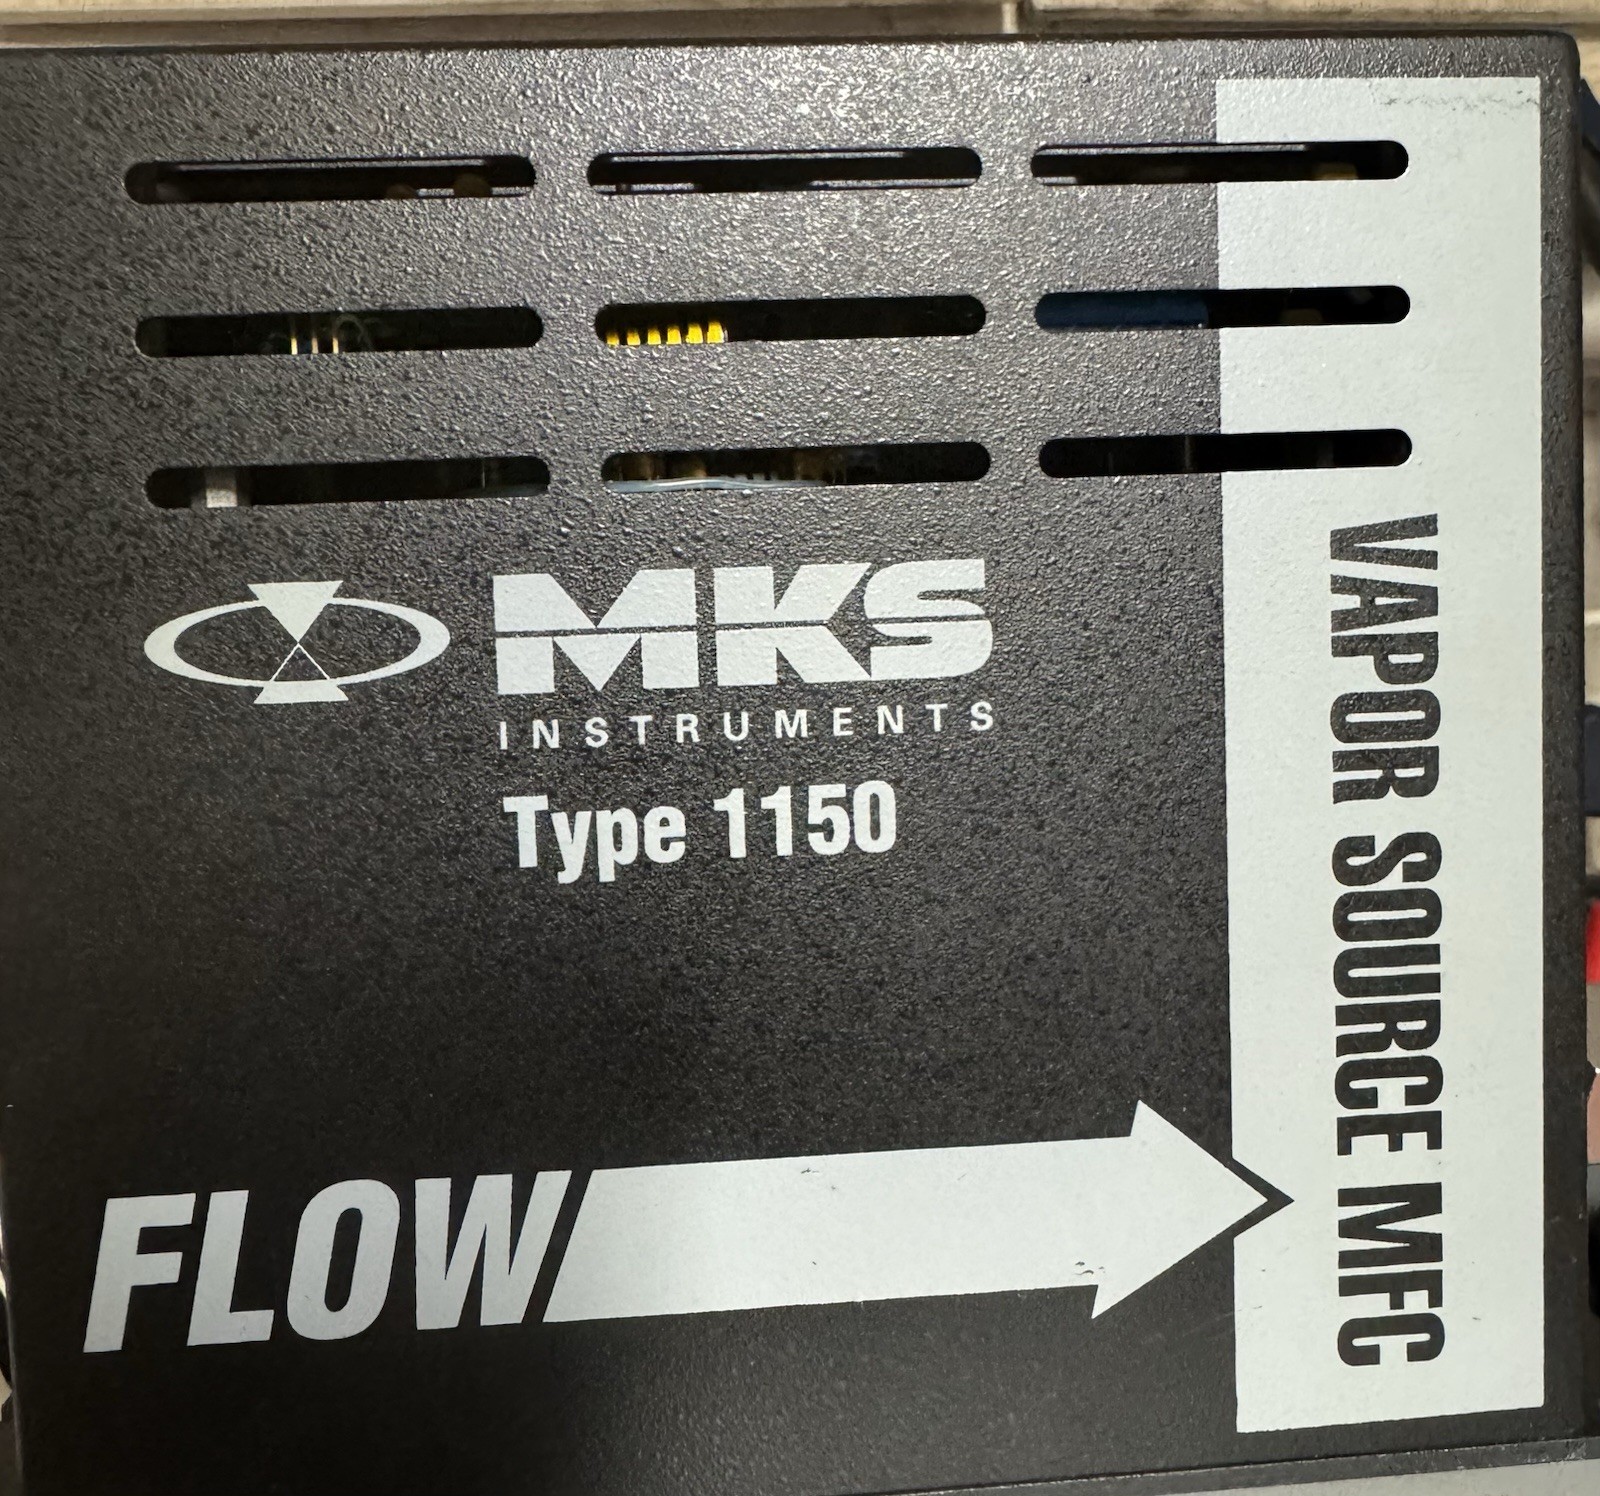 MKS
INSTRUMENTS
Type 1150
FLOW
VAPOR SOURCE MFC